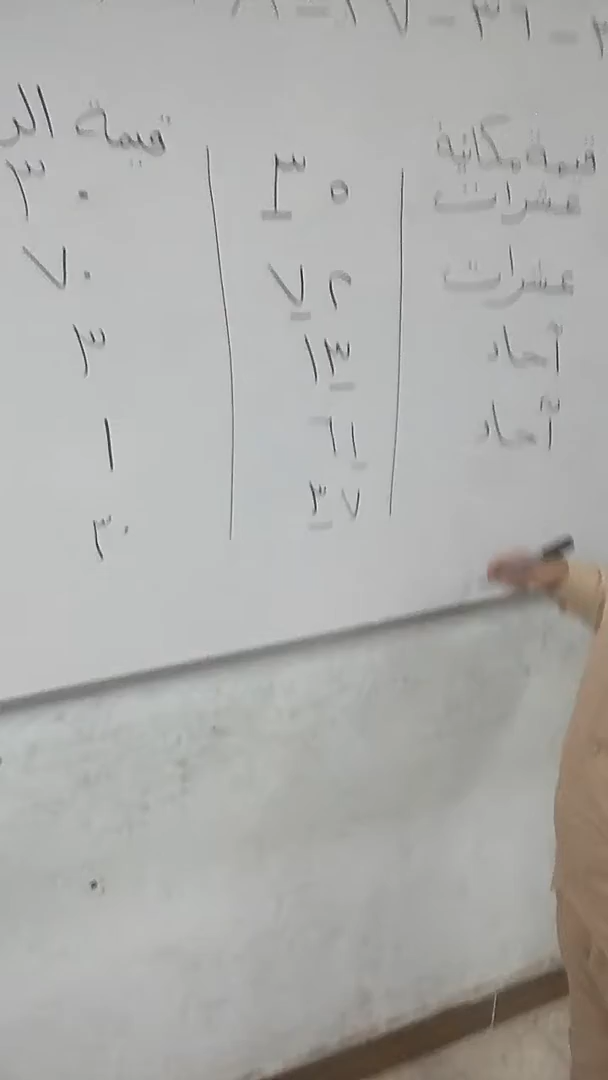 قيمة مكانية قيمة
عشرات ٣٥ ٣٠
عشرات ٧٢ ٧٠
آحاد ١٣ ٣
آحاد ٦١ ١
٣٧ ٣٠